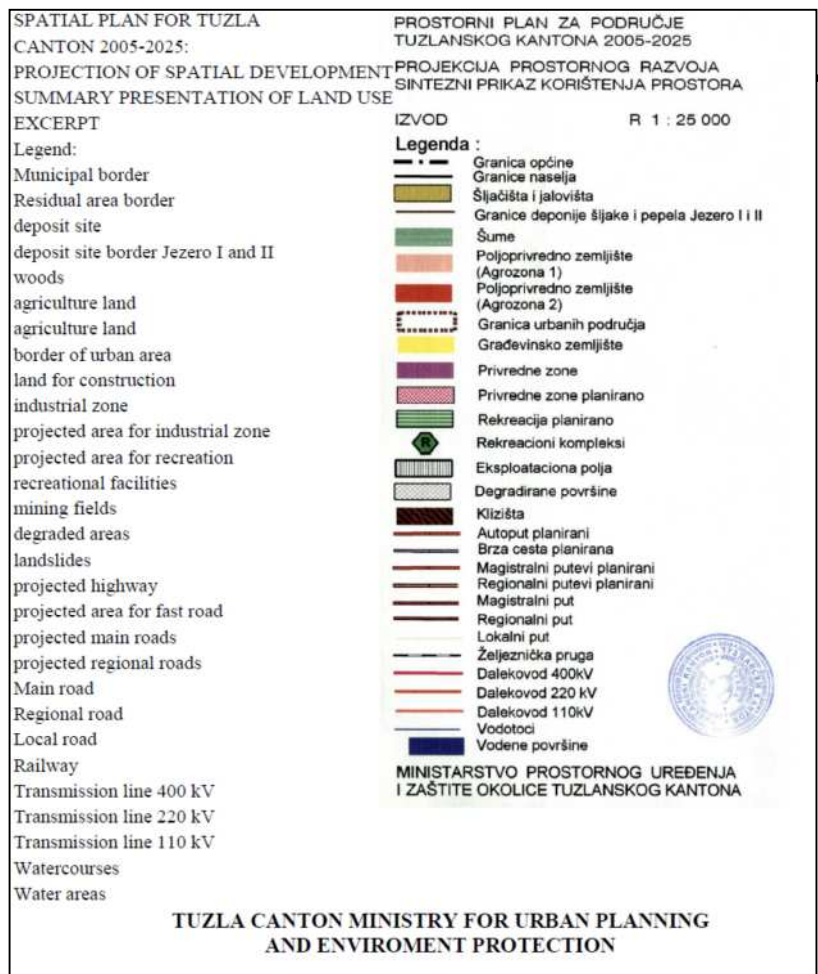 SPATIAL PLAN FOR TUZLA
CANTON 2005-2025:
PROJECTION OF SPATIAL DEVELOPMENT
SUMMARY PRESENTATION OF LAND USE
EXCERPT
Legend:
Municipal border
Residual area border
deposit site
deposit site border Jezero I and II
woods
agriculture land
agriculture land
border of urban area
land for construction
industrial zone
projected area for industrial zone
projected area for recreation
recreational facilities
mining fields
degraded areas
landslides
projected highway
projected area for fast road
projected main roads
projected regional roads
Main road
Regional road
Local road
Railway
Transmission line 400 kV
Transmission line 220 kV
Transmission line 110 kV
Watercourses
Water areas
PROSTORNI PLAN ZA PODRUČJE
TUZLANSKOG KANTONA 2005-2025
PROJEKCIJA PROSTORNOG RAZVOJA
SINTEZNI PRIKAZ KORIŠTENJA PROSTORA
IZVOD R 1 : 25 000
Legenda :
Granica općine
Granice naselja
Šljačišta i jalovišta
Granice deponije šljake i pepela Jezero I i II
Šume
Poljoprivredno zemljište
(Agrozona 1)
Poljoprivredno zemljište
(Agrozona 2)
Granica urbanih područja
Građevinsko zemljište
Privredne zone
Privredne zone planirano
Rekreacija planirano
R Rekreacioni kompleksi
Eksploataciona polja
Degradirane površine
Klizišta
Autoput planirani
Brza cesta planirana
Magistralni putevi planirani
Regionalni putevi planirani
Magistralni put
Regionalni put
Lokalni put
Željeznička pruga
Dalekovod 400kV
Dalekovod 220 kV
Dalekovod 110kV
Vodotoci
Vodene površine
MINISTARSTVO PROSTORNOG UREĐENJA
I ZAŠTITE OKOLICE TUZLANSKOG KANTONA
TUZLA CANTON MINISTRY FOR URBAN PLANNING
AND ENVIROMENT PROTECTION